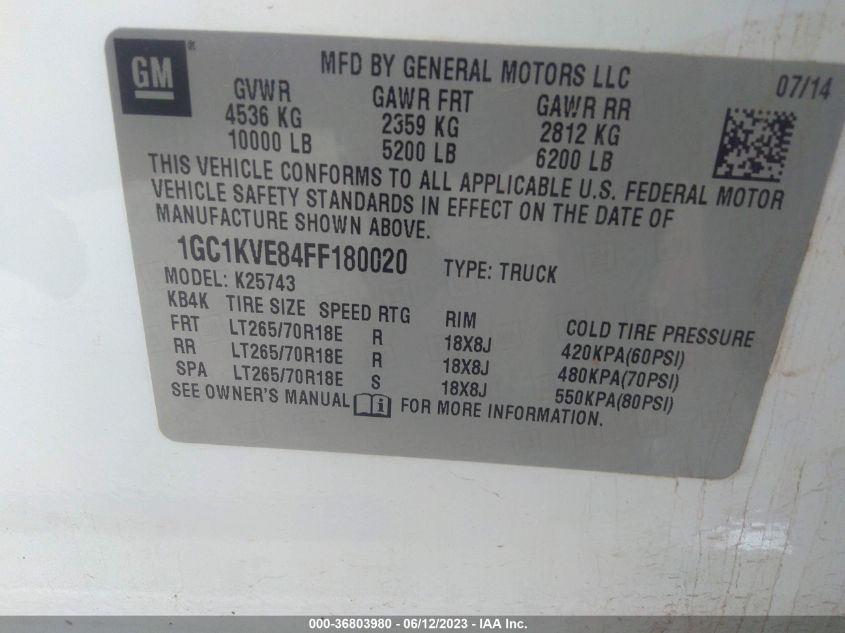 GM ®
MFD BY GENERAL MOTORS LLC
07/14
GVWR GAWR FRT GAWR RR
4536 KG 2359 KG 2812 KG
10000 LB 5200 LB 6200 LB
THIS VEHICLE CONFORMS TO ALL APPLICABLE U.S. FEDERAL MOTOR
VEHICLE SAFETY STANDARDS IN EFFECT ON THE DATE OF
MANUFACTURE SHOWN ABOVE.
1GC1KVE84FF180020 TYPE: TRUCK
MODEL: K25743
KB4K TIRE SIZE SPEED RTG RIM COLD TIRE PRESSURE
FRT LT265/70R18E R 18X8J 420KPA(60PSI)
RR LT265/70R18E R 18X8J 480KPA(70PSI)
SPA LT265/70R18E S 18X8J 550KPA(80PSI)
SEE OWNER'S MANUAL FOR MORE INFORMATION.
000-36803980 - 06/12/2023 - IAA Inc.